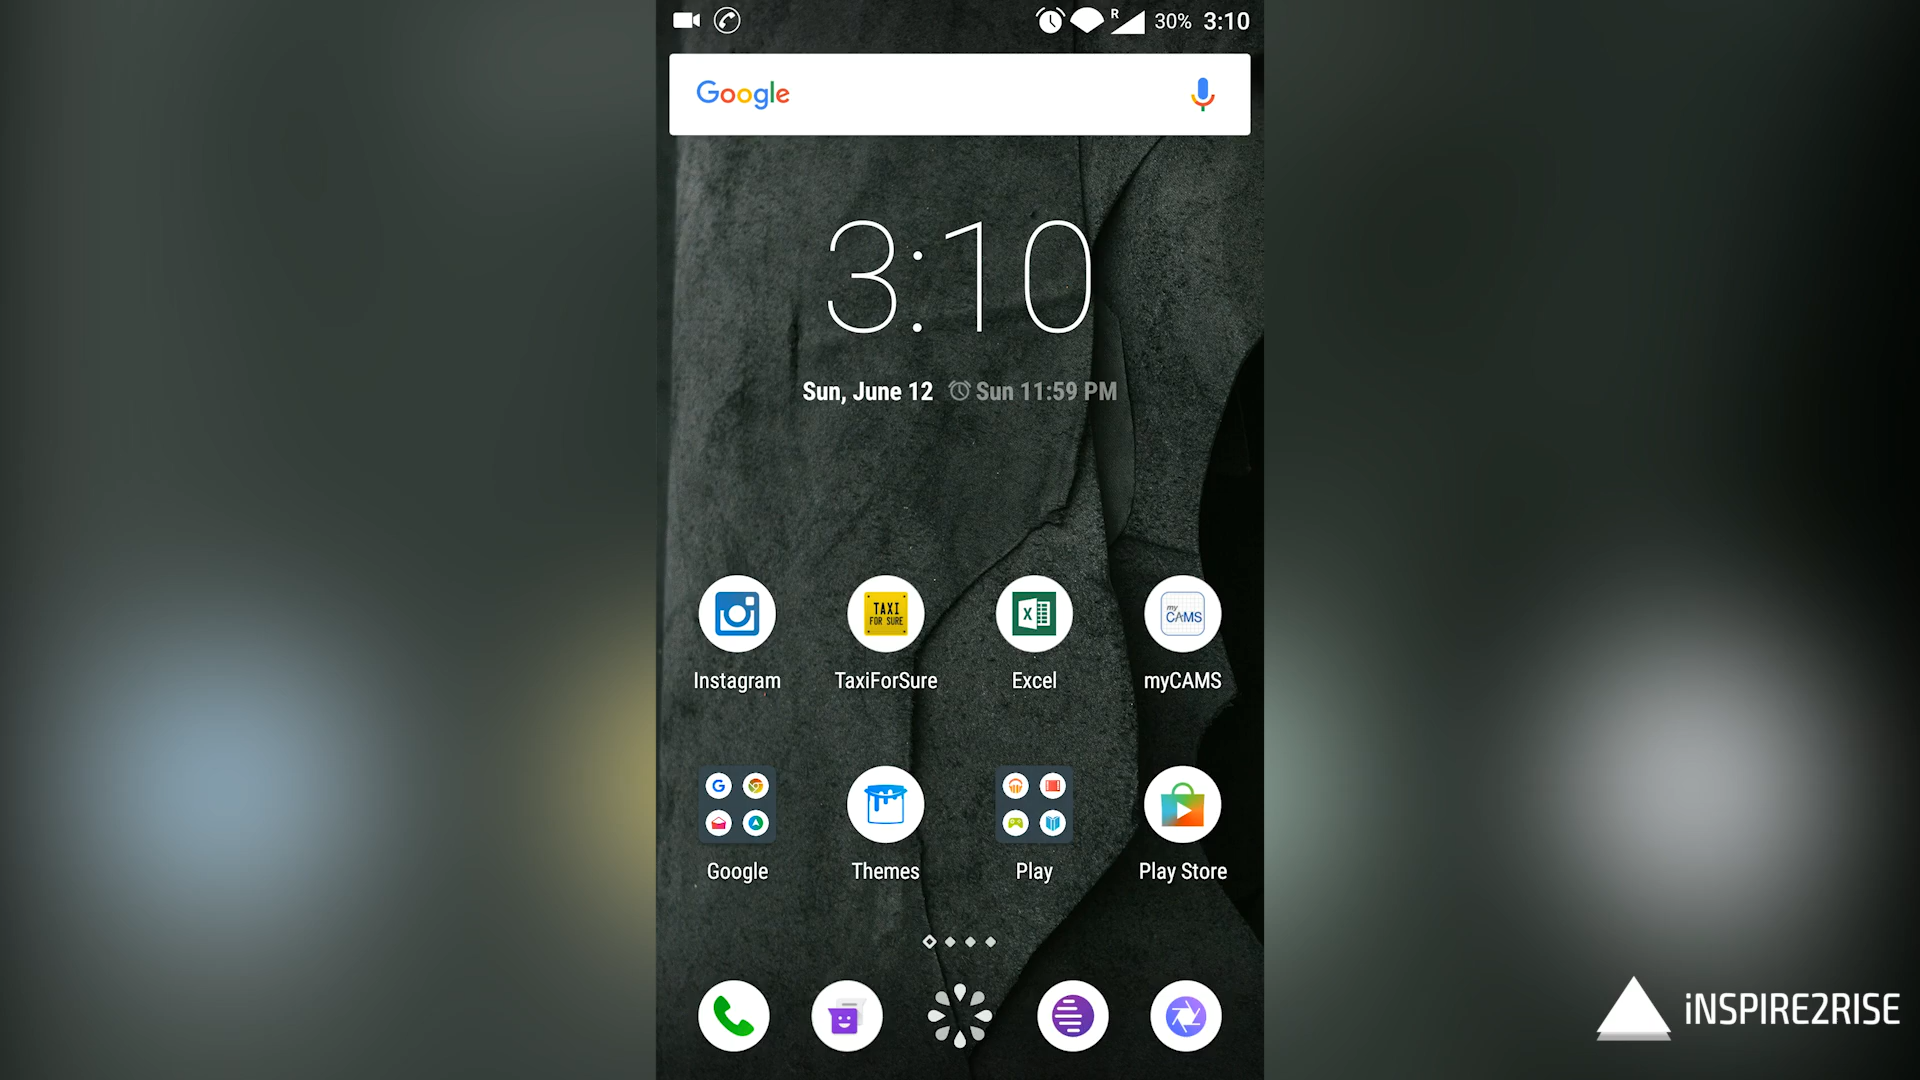 R 30% 3:10
Google
3:10
Sun, June 12 Sun 11:59 PM
TAXI
FOR SURE
X
my
CAMS
Instagram TaxiForSure Excel myCAMS
G
Google Themes Play Play Store
iNSPIRE2RISE